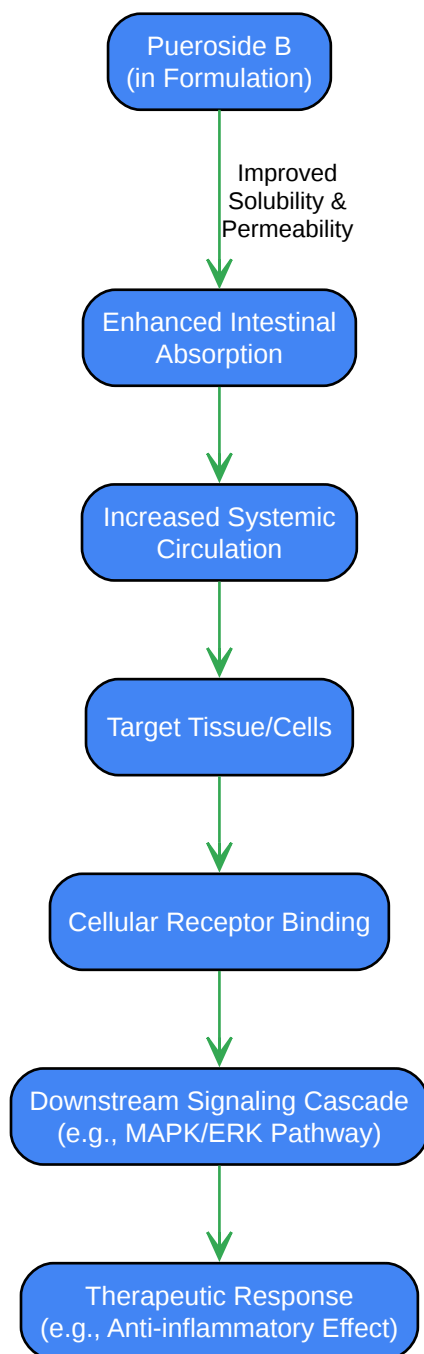 Pueroside B
(in Formulation)
Improved
Solubility &
Permeability
Enhanced Intestinal
Absorption
Increased Systemic
Circulation
Target Tissue/Cells
Cellular Receptor Binding
Downstream Signaling Cascade
(e.g., MAPK/ERK Pathway)
Therapeutic Response
(e.g., Anti-inflammatory Effect)